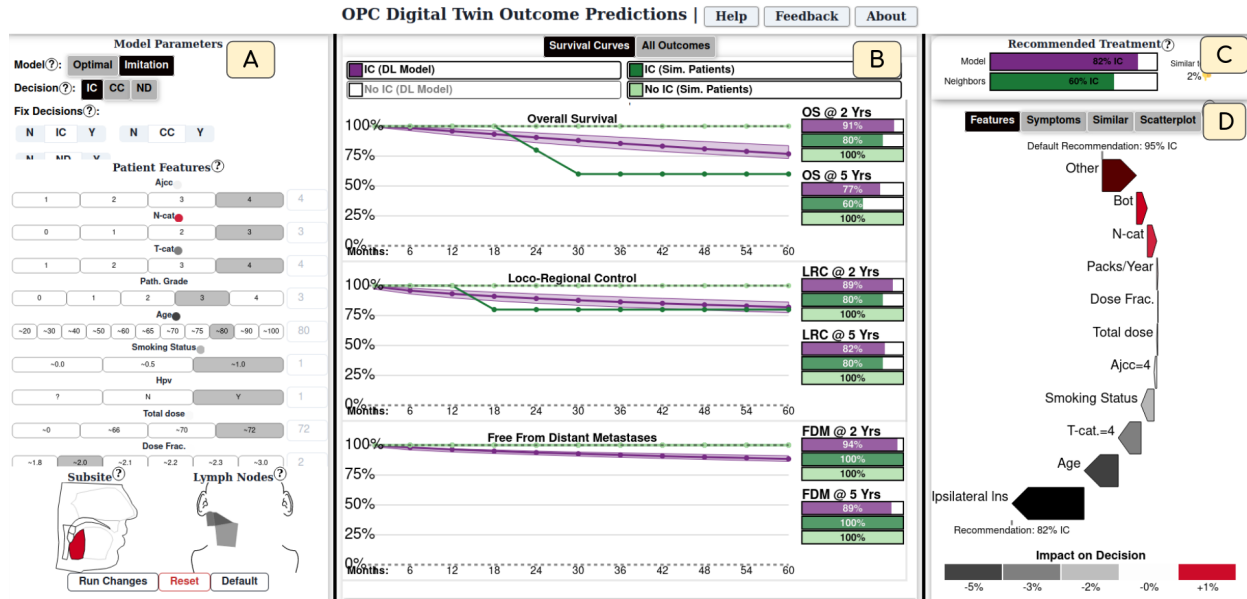 OPC Digital Twin Outcome Predictions | Help Feedback About
Model Parameters
A
Model?: Optimal Imitation
Decision?: IC CC ND
Fix Decisions?:
N IC Y N CC Y
N ND Y
Patient Features?
Ajcc
1 2 3 4 4
N-cat
0 1 2 3 3
T-cat
1 2 3 4 4
Path. Grade
0 1 2 3 4 3
Age
~20 ~30 ~40 ~50 ~60 ~65 ~70 ~75 ~80 ~90 ~100 80
Smoking Status
~0.0 ~0.5 ~1.0 1
Hpv
? N Y 1
Total dose
~0 ~66 ~70 ~72 72
Dose Frac.
~1.8 ~2.0 ~2.1 ~2.2 ~2.3 ~3.0 2
Subsite?
Lymph Nodes?
Run Changes Reset Default
Survival Curves All Outcomes
B
IC (DL Model) IC (Sim. Patients)
No IC (DL Model) No IC (Sim. Patients)
Overall Survival
100%
75%
50%
25%
0%
Months: 6 12 18 24 30 36 42 48 54 60
OS @ 2 Yrs
91%
80%
100%
OS @ 5 Yrs
77%
60%
100%
Loco-Regional Control
100%
75%
50%
25%
0%
Months: 6 12 18 24 30 36 42 48 54 60
LRC @ 2 Yrs
89%
80%
100%
LRC @ 5 Yrs
82%
80%
100%
Free From Distant Metastases
100%
75%
50%
25%
0%
Months: 6 12 18 24 30 36 42 48 54 60
FDM @ 2 Yrs
94%
100%
100%
FDM @ 5 Yrs
89%
100%
100%
Recommended Treatment?
C
Model 82% IC
Neighbors 60% IC
Similar
2%
Features Symptoms Similar Scatterplot
D
Default Recommendation: 95% IC
Other
Bot
N-cat
Packs/Year
Dose Frac.
Total dose
Ajcc=4
Smoking Status
T-cat.=4
Age
Ipsilateral lns
Recommendation: 82% IC
Impact on Decision
-5% -3% -2% -0% +1%